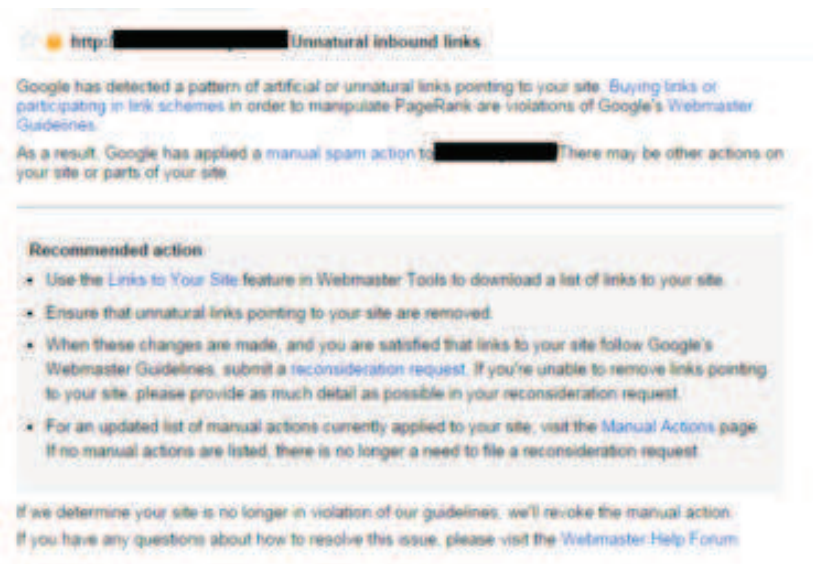 http:/ Unnatural inbound links
Google has detected a pattern of artificial or unnatural links pointing to your site. Buying links or
participating in link schemes in order to manipulate PageRank are violations of Google's Webmaster
Guidelines.
As a result, Google has applied a manual spam action to There may be other actions on
your site or parts of your site.
Recommended action
• Use the Links to Your Site feature in Webmaster Tools to download a list of links to your site.
• Ensure that unnatural links pointing to your site are removed.
• When these changes are made, and you are satisfied that links to your site follow Google's
Webmaster Guidelines, submit a reconsideration request. If you're unable to remove links pointing
to your site, please provide as much detail as possible in your reconsideration request.
• For an updated list of manual actions currently applied to your site, visit the Manual Actions page.
If no manual actions are listed, there is no longer a need to file a reconsideration request.
If we determine your site is no longer in violation of our guidelines, we'll revoke the manual action.
If you have any questions about how to resolve this issue, please visit the Webmaster Help Forum.